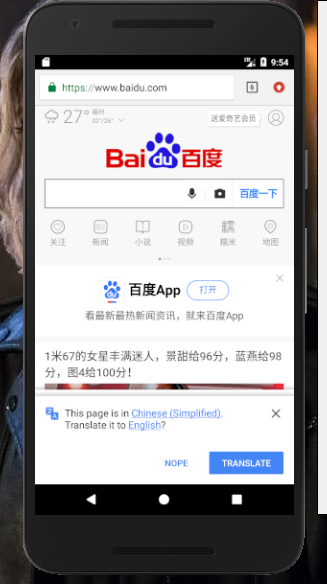 9:54
https://www.baidu.com
6
27°
福州
32°/26°
送爱奇艺会员
Bai du 百度
百度一下
关注
新闻
小说
视频
糯米
糯米
地图
du
百度App
打开
看最新最热新闻资讯，就来百度App
1米67的女星丰满迷人，景甜给96分，蓝燕给98
分，图4给100分！
This page is in Chinese (Simplified).
Translate it to English?
NOPE
TRANSLATE